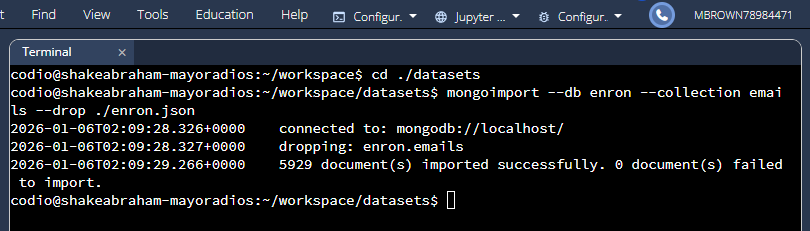 t Find View Tools Education Help Configur. Jupyter ... Configur. MBROWN78984471
Terminal
codio@shakeabraham-mayoradios:~/workspace$ cd ./datasets
codio@shakeabraham-mayoradios:~/workspace/datasets$ mongoimport --db enron --collection emai
ls --drop ./enron.json
2026-01-06T02:09:28.326+0000    connected to: mongodb://localhost/
2026-01-06T02:09:28.327+0000    dropping: enron.emails
2026-01-06T02:09:29.266+0000    5929 document(s) imported successfully. 0 document(s) failed
 to import.
codio@shakeabraham-mayoradios:~/workspace/datasets$